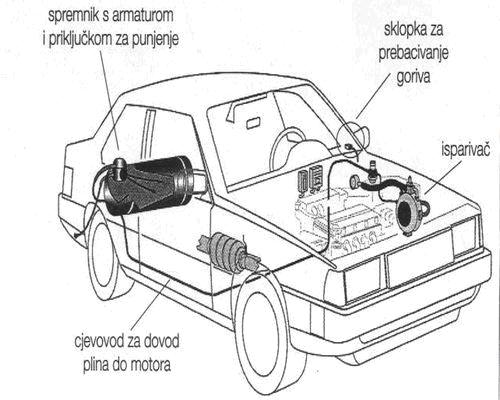 spremnik s armaturom
i priključkom za punjenje
sklopka za
prebacivanje
goriva
isparivač
cjevovod za dovod
plina do motora